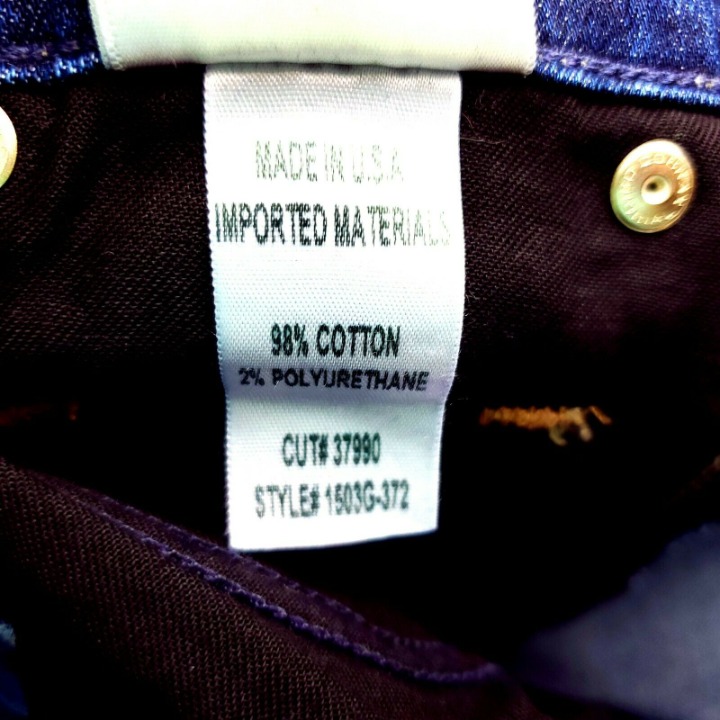 MADE IN U.S.A
IMPORTED MATERIALS
98% COTTON
2% POLYURETHANE
CUT# 37990
STYLE# 1503G-372